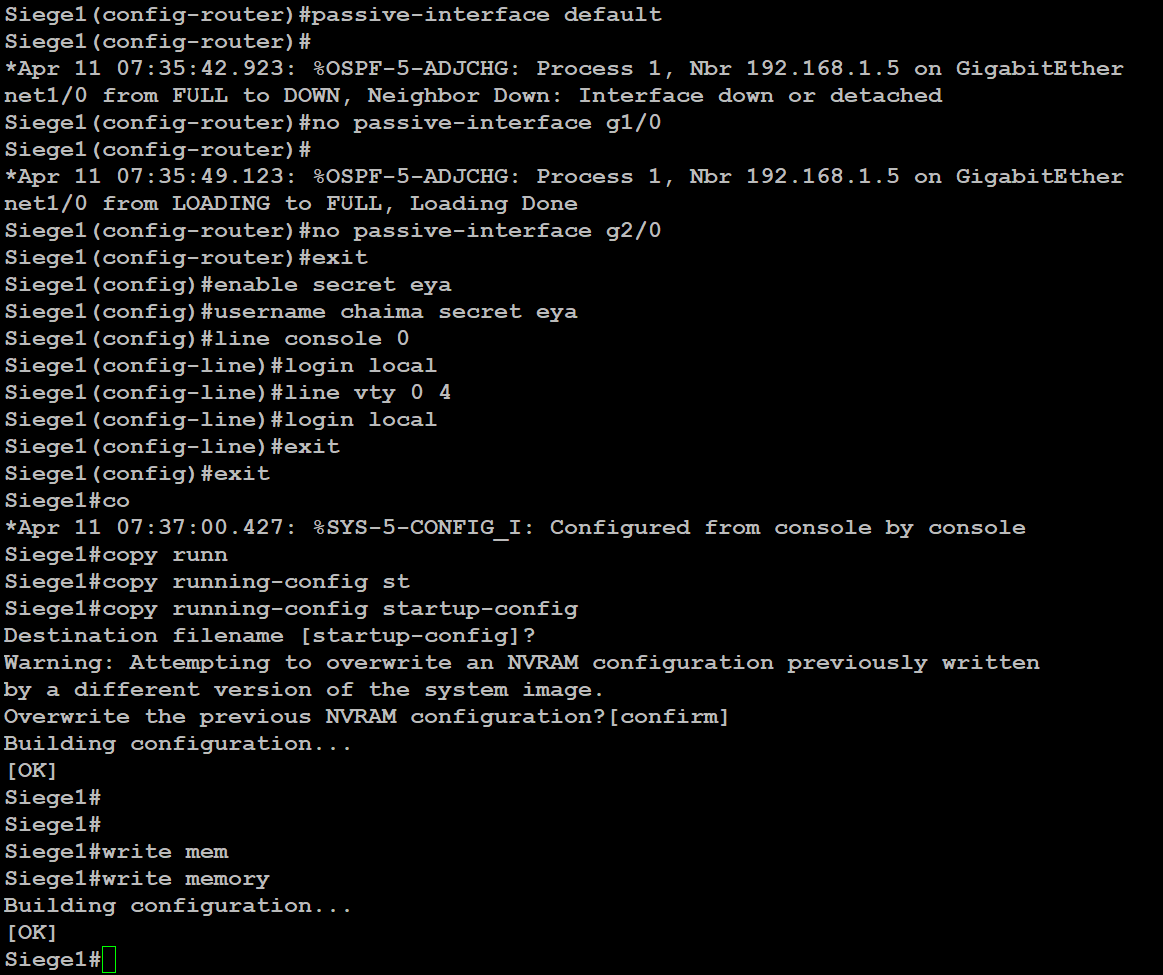 Siege1(config-router)#passive-interface default
Siege1(config-router)#
*Apr 11 07:35:42.923: %OSPF-5-ADJCHG: Process 1, Nbr 192.168.1.5 on GigabitEther
net1/0 from FULL to DOWN, Neighbor Down: Interface down or detached
Siege1(config-router)#no passive-interface g1/0
Siege1(config-router)#
*Apr 11 07:35:49.123: %OSPF-5-ADJCHG: Process 1, Nbr 192.168.1.5 on GigabitEther
net1/0 from LOADING to FULL, Loading Done
Siege1(config-router)#no passive-interface g2/0
Siege1(config-router)#exit
Siege1(config)#enable secret eya
Siege1(config)#username chaima secret eya
Siege1(config)#line console 0
Siege1(config-line)#login local
Siege1(config-line)#line vty 0 4
Siege1(config-line)#login local
Siege1(config-line)#exit
Siege1(config)#exit
Siege1#co
*Apr 11 07:37:00.427: %SYS-5-CONFIG_I: Configured from console by console
Siege1#copy runn
Siege1#copy running-config st
Siege1#copy running-config startup-config
Destination filename [startup-config]?
Warning: Attempting to overwrite an NVRAM configuration previously written
by a different version of the system image.
Overwrite the previous NVRAM configuration?[confirm]
Building configuration...
[OK]
Siege1#
Siege1#
Siege1#write mem
Siege1#write memory
Building configuration...
[OK]
Siege1#